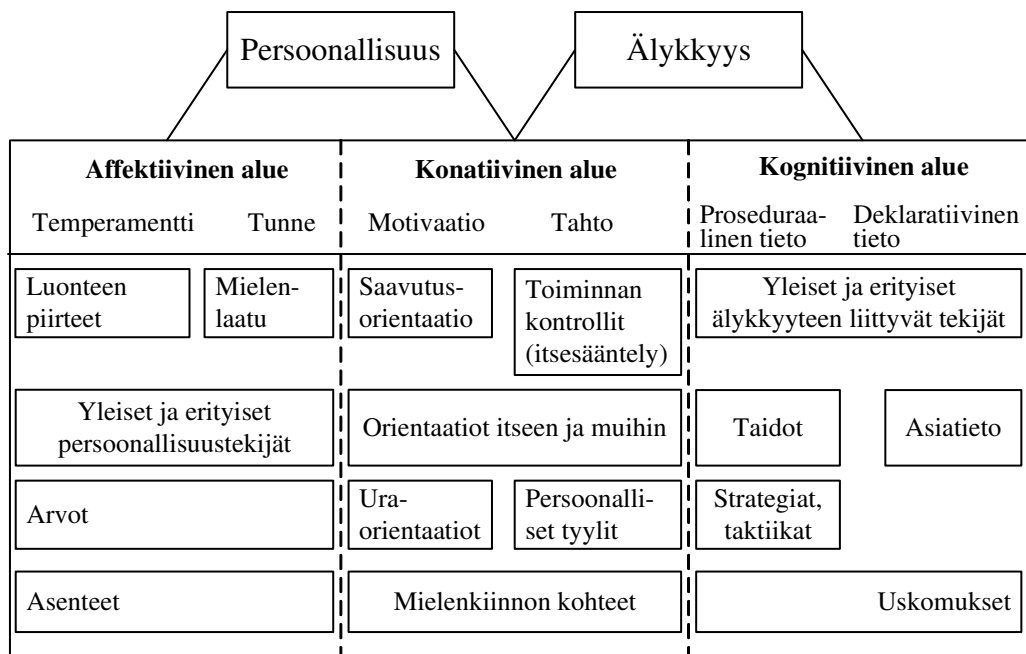 Persoonallisuus
Älykkyys
Affektiivinen alue
Konatiivinen alue
Kognitiivinen alue
Temperamentti
Tunne
Motivaatio
Tahto
Proseduraa-
linen tieto
Deklaratiivinen
tieto
Luonteen
piirteet
Mielen-
laatu
Saavutus-
orientaatio
Toiminnan
kontrollit
(itsesääntely)
Yleiset ja erityiset
älykkyyteen liittyvät tekijät
Yleiset ja erityiset
persoonallisuustekijät
Orientaatiot itseen ja muihin
Taidot
Asiatieto
Arvot
Ura-
orientaatiot
Persoonalli-
set tyylit
Strategiat,
taktiikat
Asenteet
Mielenkiinnon kohteet
Uskomukset